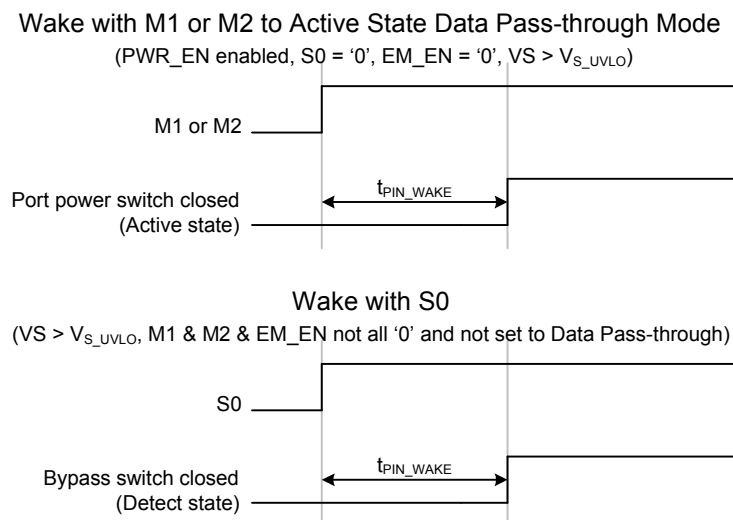 Wake with M1 or M2 to Active State Data Pass-through Mode
(PWR_EN enabled, S0 = ‘0’, EM_EN = ‘0’, VS > VS_UVLO)
M1 or M2
tPIN_WAKE
Port power switch closed
(Active state)
Wake with S0
(VS > VS_UVLO, M1 & M2 & EM_EN not all ‘0’ and not set to Data Pass-through)
S0
tPIN_WAKE
Bypass switch closed
(Detect state)